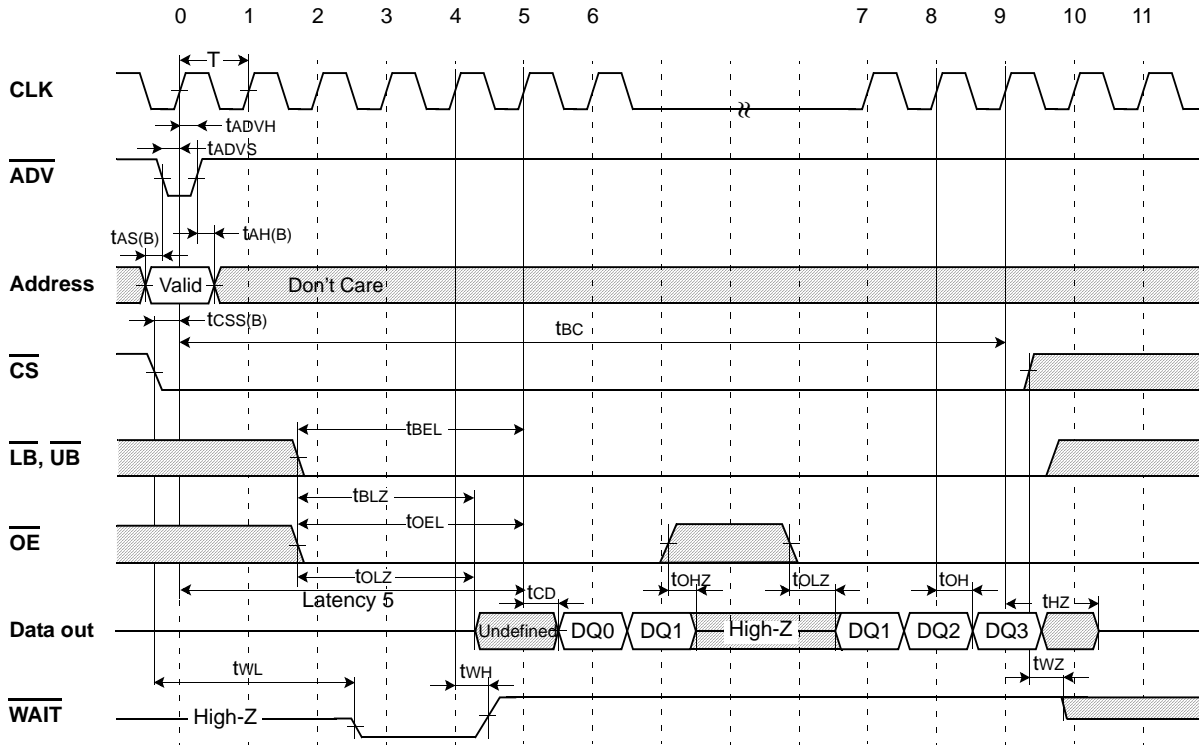 0 1 2 3 4 5 6 7 8 9 10 11
T
CLK
tADVH
tADVS
ADV
tAS(B) tAH(B)
Address Valid Don't Care
tCSS(B)
tBC
CS
tBEL
LB, UB
tBLZ
tOEL
OE
tOLZ tCD tOHZ tOLZ tOH tHZ
Latency 5
Data out Undefined DQ0 DQ1 High-Z DQ1 DQ2 DQ3
tWL tWH tWZ
WAIT High-Z